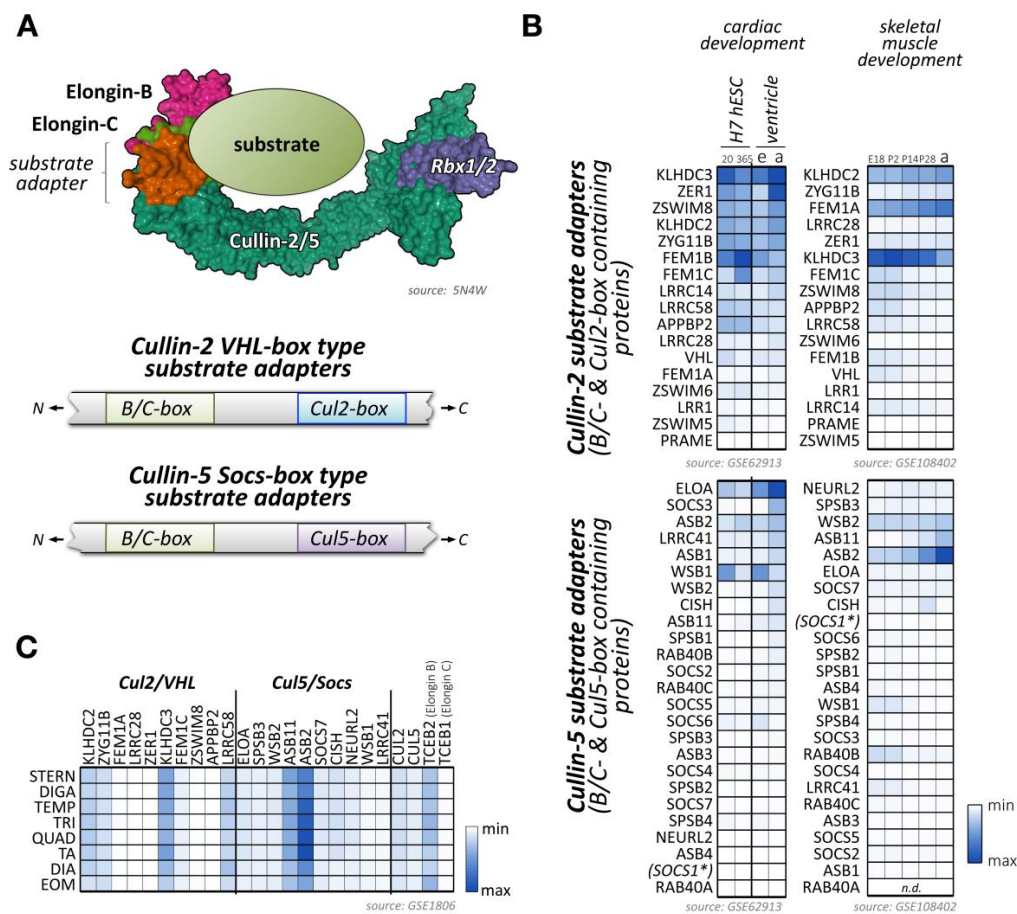 A
Elongin-B
Elongin-C
substrate
adapter
substrate
Rbx1/2
Cullin-2/5
source: 5N4W
Cullin-2 VHL-box type
substrate adapters
N
B/C-box
Cul2-box
C
Cullin-5 Socs-box type
substrate adapters
N
B/C-box
Cul5-box
C
B
cardiac
development
skeletal
muscle
development
H7 hESC
ventricle
20 365 e a
E18 P2 P14 P28 a
Cullin-2 substrate adapters
(B/C- & Cul2-box containing
proteins)
KLHDC3
ZER1
ZSWIM8
KLHDC2
ZYG11B
FEM1B
FEM1C
LRRC14
LRRC58
APPBP2
LRRC28
VHL
FEM1A
ZSWIM6
LRR1
ZSWIM5
PRAME
source: GSE62913
KLHDC2
ZYG11B
FEM1A
LRRC28
ZER1
KLHDC3
FEM1C
ZSWIM8
APPBP2
LRRC58
ZSWIM6
FEM1B
VHL
LRR1
LRRC14
PRAME
ZSWIM5
source: GSE108402
Cullin-5 substrate adapters
(B/C- & Cul5-box containing
proteins)
ELOA
SOCS3
ASB2
LRRC41
ASB1
WSB1
WSB2
CISH
ASB11
SPSB1
RAB40B
SOCS2
RAB40C
SOCS5
SOCS6
SPSB3
ASB3
SOCS4
SPSB2
SOCS7
SPSB4
NEURL2
ASB4
(SOCS1*)
RAB40A
source: GSE62913
NEURL2
SPSB3
WSB2
ASB11
ASB2
ELOA
SOCS7
CISH
(SOCS1*)
SOCS6
SPSB2
SPSB1
ASB4
WSB1
SPSB4
SOCS3
RAB40B
SOCS4
LRRC41
RAB40C
ASB3
SOCS5
SOCS2
ASB1
RAB40A
n.d.
source: GSE108402
min
max
C
Cul2/VHL
Cul5/Socs
KLHDC2
ZYG11B
FEM1A
LRRC28
ZER1
KLHDC3
FEM1C
ZSWIM8
APPBP2
LRRC58
ELOA
SPSB3
WSB2
ASB11
ASB2
SOCS7
CISH
NEURL2
WSB1
LRRC41
CUL2
CUL5
TCEB2 (Elongin B)
TCEB1 (Elongin C)
STERN
DIGA
TEMP
TRI
QUAD
TA
DIA
EOM
min
max
source: GSE1806